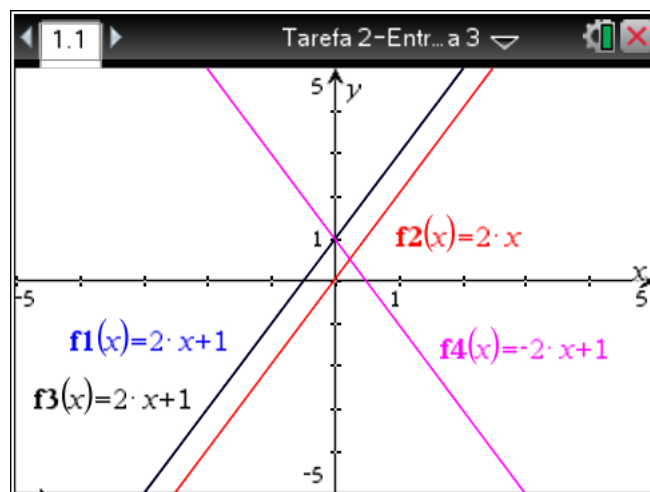 1.1 Tarefa 2-Entr...a 3
5 y
1 f2(x)=2· x
-5 1 x 5
f1(x)=2· x+1 f4(x)=-2· x+1
f3(x)=2· x+1
-5